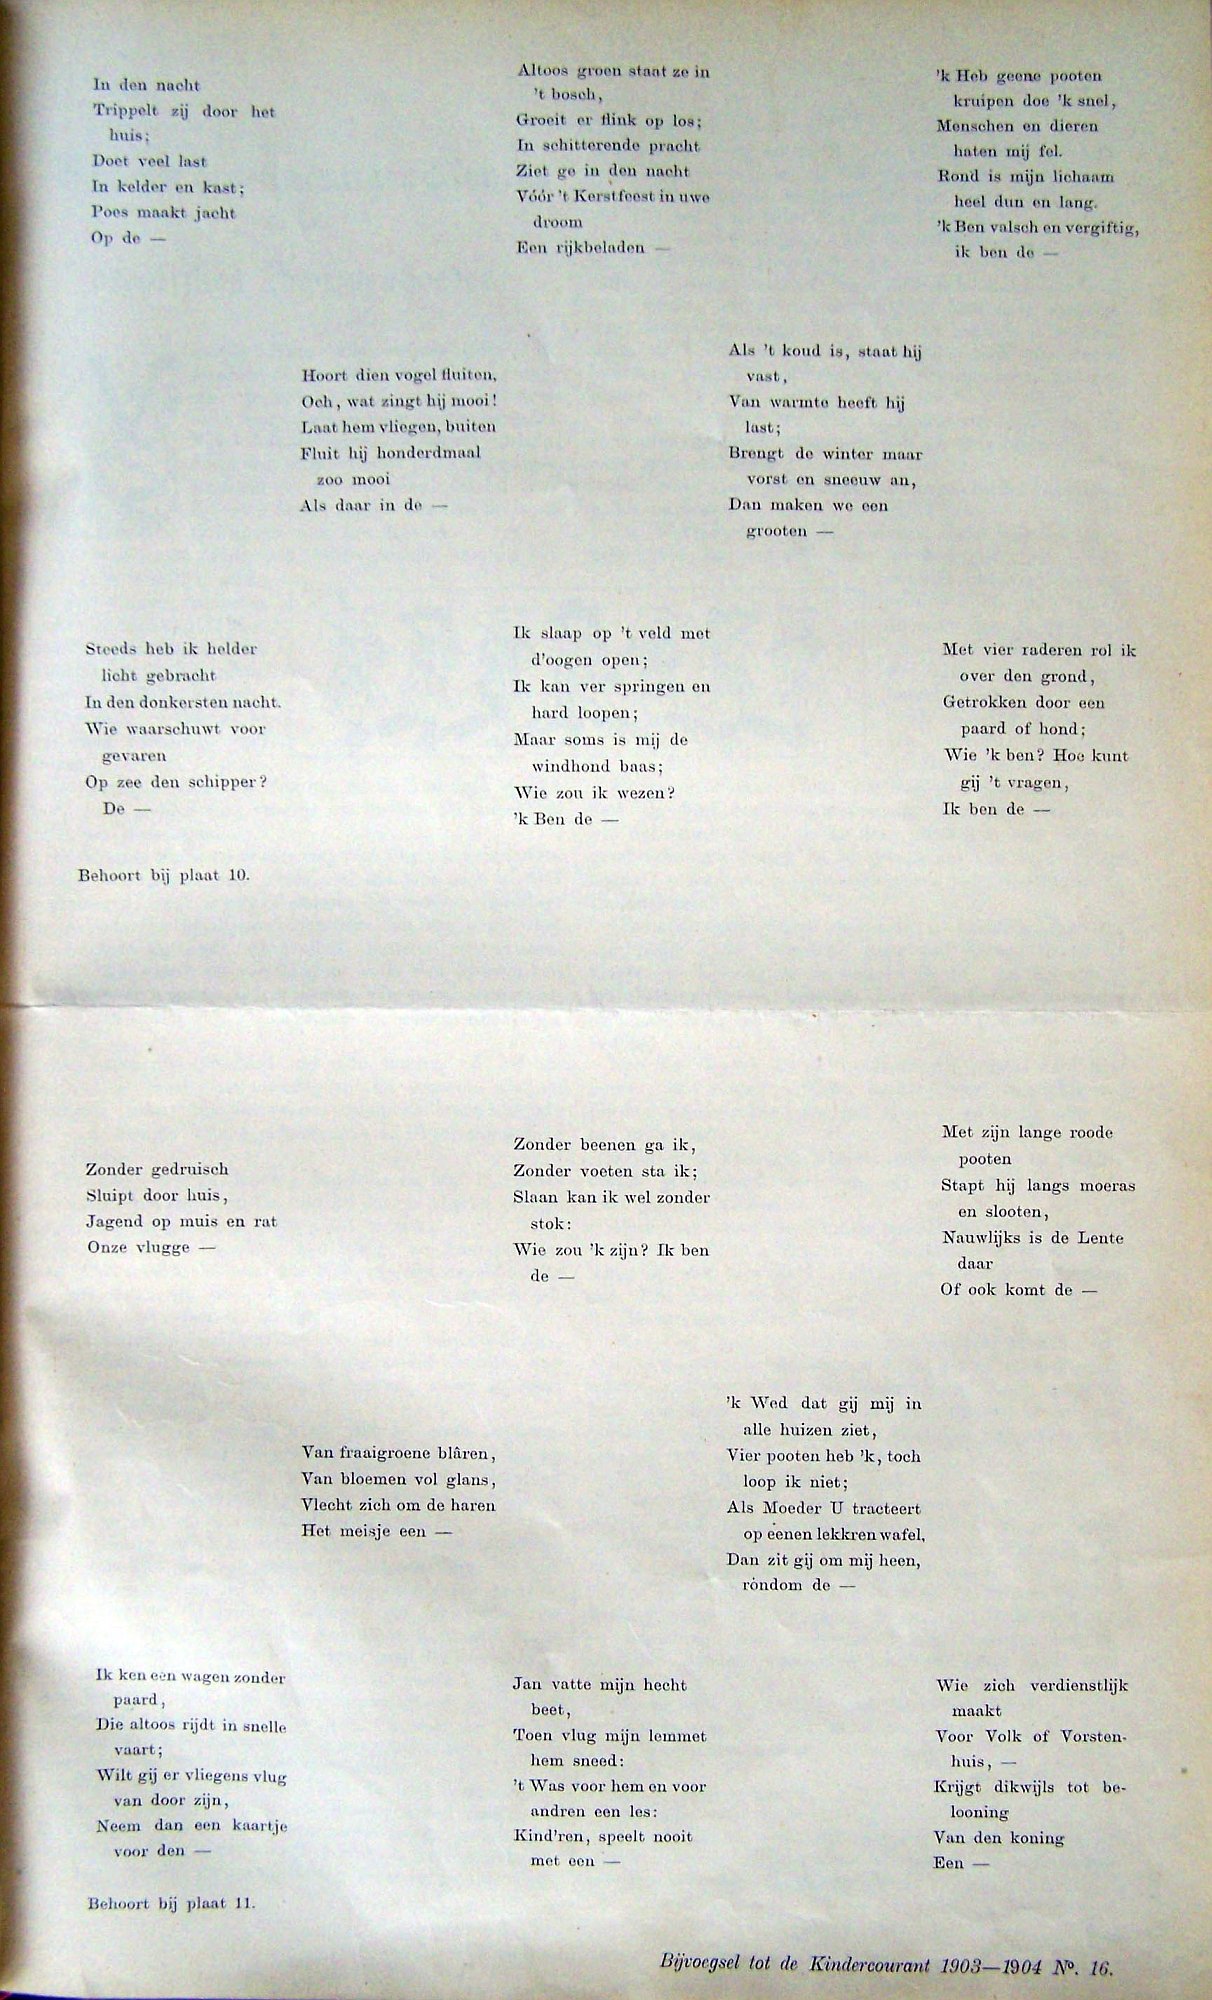 In den nacht
Trippelt zij door het
huis;
Doet veel last
In kelder en kast;
Poes maakt jacht
Op de —
Altoos groen staat ze in
't bosch,
Groeit er flink op los;
In schitterende pracht
Ziet ge in den nacht
Vóór 't Kerstfeest in uwe
droom
Een rijkbeladen —
'k Heb geene pooten
kruipen doe 'k snel,
Menschen en dieren
haten mij fel.
Rond is mijn lichaam
heel dun en lang.
'k Ben valsch en vergiftig,
ik ben de —
Hoort dien vogel fluiten,
Och, wat zingt hij mooi!
Laat hem vliegen, buiten
Fluit hij honderdmaal
zoo mooi
Als daar in de —
Als 't koud is, staat hij
vast,
Van warmte heeft hij
last;
Brengt de winter maar
vorst en sneeuw an,
Dan maken we een
grooten —
Steeds heb ik helder
licht gebracht
In den donkersten nacht.
Wie waarschuwt voor
gevaren
Op zee den schipper?
De —
Ik slaap op 't veld met
d'oogen open;
Ik kan ver springen en
hard loopen;
Maar soms is mij de
windhond baas;
Wie zou ik wezen?
'k Ben de —
Met vier raderen rol ik
over den grond,
Getrokken door een
paard of hond;
Wie 'k ben? Hoe kunt
gij 't vragen,
Ik ben de —
Behoort bij plaat 10.
Zonder gedruisch
Sluipt door huis,
Jagend op muis en rat
Onze vlugge —
Zonder beenen ga ik,
Zonder voeten sta ik;
Slaan kan ik wel zonder
stok:
Wie zou 'k zijn? Ik ben
de —
Met zijn lange roode
pooten
Stapt hij langs moeras
en slooten,
Nauwlijks is de Lente
daar
Of ook komt de —
Van fraaigroene blâren,
Van bloemen vol glans,
Vlecht zich om de haren
Het meisje een —
'k Wed dat gij mij in
alle huizen ziet,
Vier pooten heb 'k, toch
loop ik niet;
Als Moeder U tracteert
op éénen lekkren wafel,
Dan zit gij om mij heen,
róndom de —
Ik ken een wagen zonder
paard,
Die altoos rijdt in snelle
vaart;
Wilt gij er vliegens vlug
van door zijn,
Neem dan een kaartje
voor den —
Jan vatte mijn hecht
beet,
Toen vlug mijn lemmet
hem sneed:
't Was voor hem en voor
andren een les:
Kind'ren, speelt nooit
met een —
Wie zich verdienstlijk
maakt
Voor Volk of Vorsten-
huis, —
Krijgt dikwijls tot be-
looning
Van den koning
Een —
Behoort bij plaat 11.
Bijvoegsel tot de Kindercourant 1903—1904 No. 16.